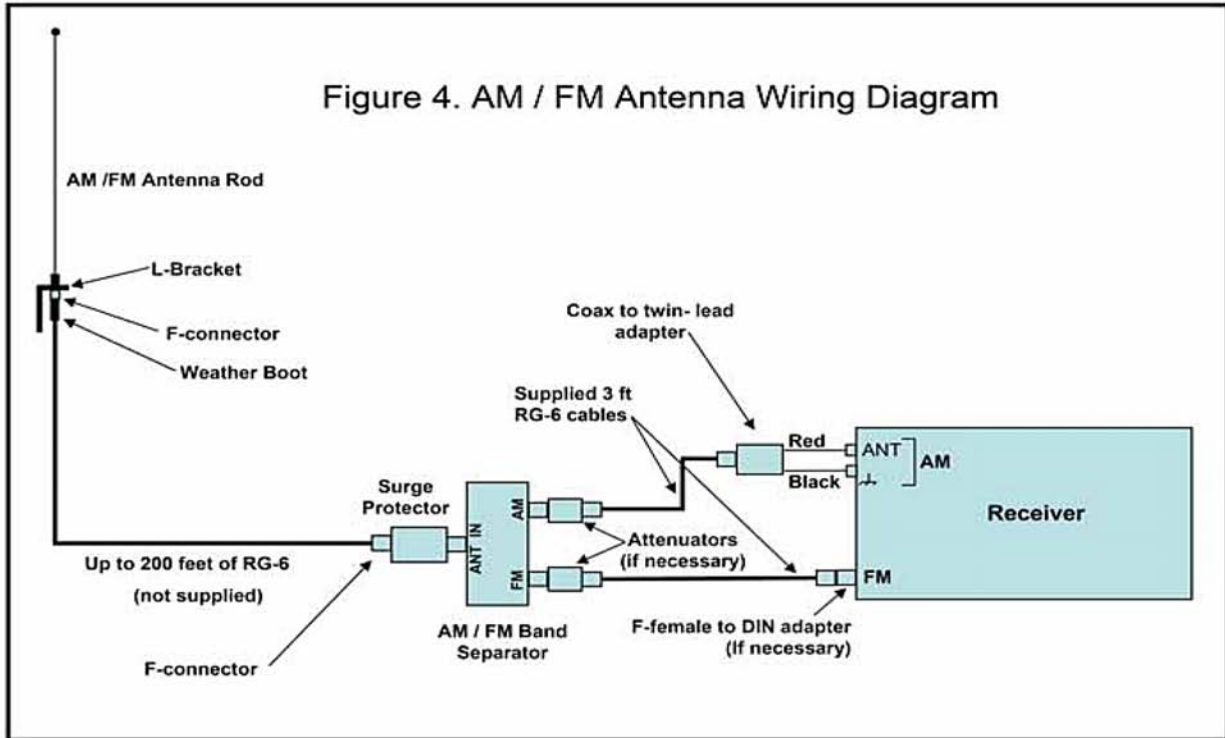 Figure 4. AM / FM Antenna Wiring Diagram
AM /FM Antenna Rod
L-Bracket
F-connector
Weather Boot
Coax to twin- lead
adapter
Supplied 3 ft
RG-6 cables
Red
Black
ANT
AM
Receiver
FM
Surge
Protector
ANT IN
AM
FM
Attenuators
(if necessary)
Up to 200 feet of RG-6
(not supplied)
F-female to DIN adapter
(If necessary)
AM / FM Band
Separator
F-connector